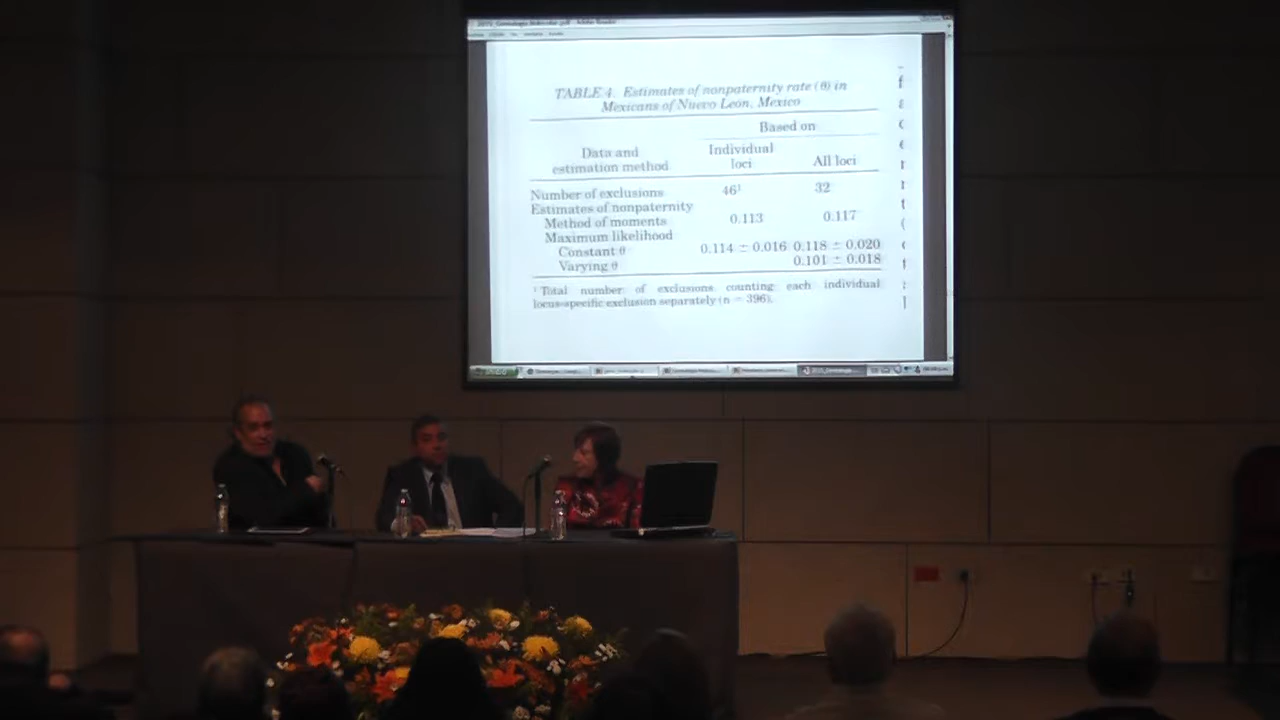 TABLE 4. Estimates of nonpaternity rate (θ) in
Mexicans of Nuevo León, Mexico
Based on
Data and estimation method
Individual loci
All loci
Number of exclusions 46¹ 32
Estimates of nonpaternity
Method of moments 0.113 0.117
Maximum likelihood
Constant θ 0.114 ± 0.016 0.118 ± 0.020
Varying θ 0.101 ± 0.018
¹ Total number of exclusions counting each individual
locus-specific exclusion separately (n = 396).